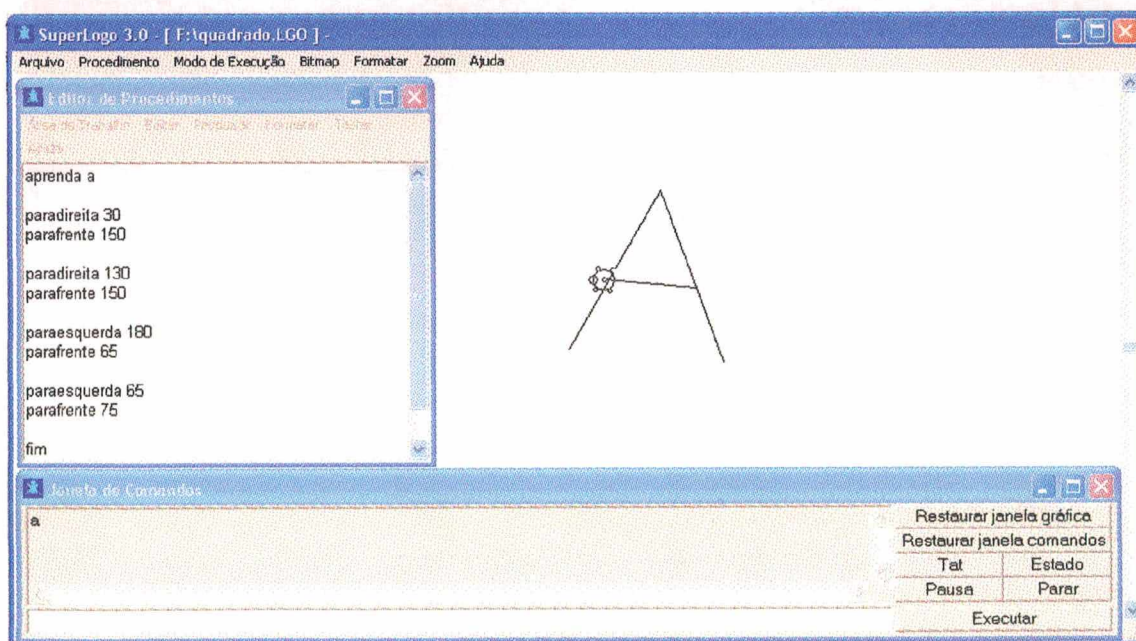 SuperLogo 3.0 - [ F:\quadrado.LGO ] -
Arquivo Procedimento Modo de Execução Bitmap Formatar Zoom Ajuda
Editor de Procedimentos
aprenda a
paradireita 30
parafrente 150
paradireita 130
parafrente 150
paraesquerda 180
parafrente 65
paraesquerda 65
parafrente 75
fim
Janela de Comandos
a
Restaurar janela gráfica
Restaurar janela comandos
Tat Estado
Pausa Parar
Executar